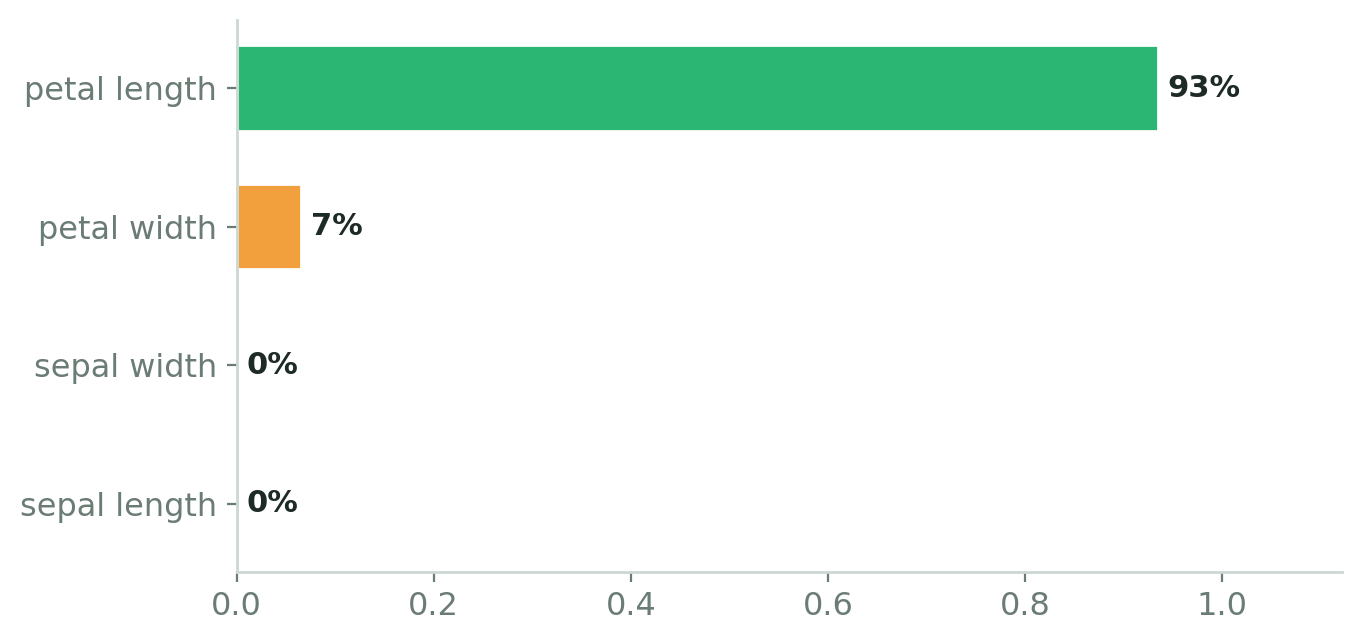 petal length 93%
petal width 7%
sepal width 0%
sepal length 0%
0.0 0.2 0.4 0.6 0.8 1.0